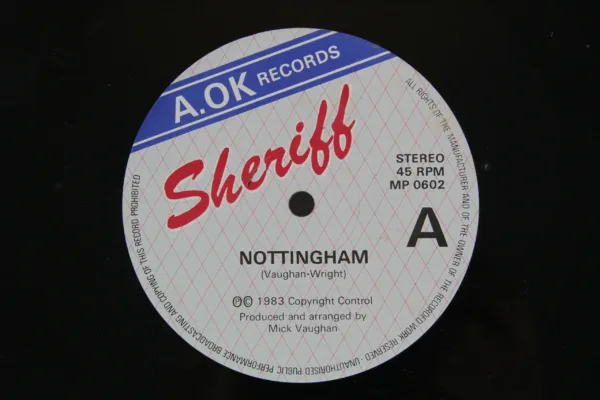 A.OK RECORDS
Sheriff
STEREO
45 RPM
MP 0602
A
NOTTINGHAM
(Vaughan-Wright)
℗© 1983 Copyright Control
Produced and arranged by
Mick Vaughan
ALL RIGHTS OF THE MANUFACTURER AND OF THE OWNER OF THE RECORDED WORK RESERVED - UNAUTHORISED PUBLIC PERFORMANCE BROADCASTING AND COPYING OF THIS RECORD PROHIBITED